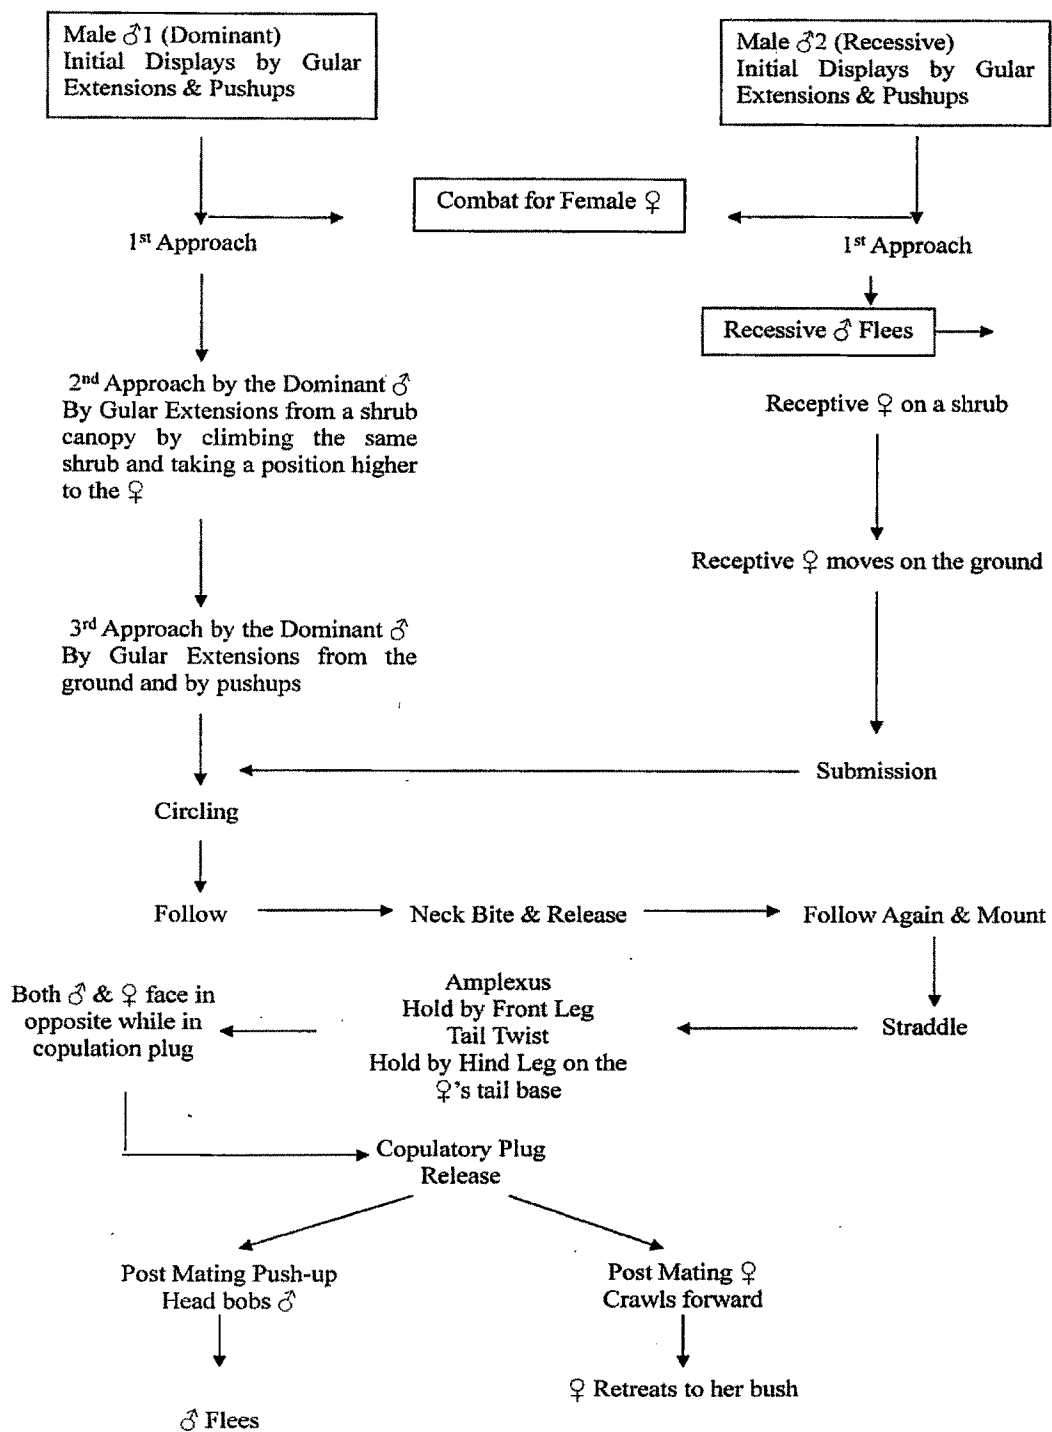 Male ♂1 (Dominant)
Initial Displays by Gular
Extensions & Pushups
Male ♂2 (Recessive)
Initial Displays by Gular
Extensions & Pushups
Combat for Female ♀
1st Approach
1st Approach
Recessive ♂ Flees
2nd Approach by the Dominant ♂
By Gular Extensions from a shrub
canopy by climbing the same
shrub and taking a position higher
to the ♀
Receptive ♀ on a shrub
Receptive ♀ moves on the ground
3rd Approach by the Dominant ♂
By Gular Extensions from the
ground and by pushups
Submission
Circling
Follow
Neck Bite & Release
Follow Again & Mount
Both ♂ & ♀ face in
opposite while in
copulation plug
Amplexus
Hold by Front Leg
Tail Twist
Hold by Hind Leg on the
♀'s tail base
Straddle
Copulatory Plug
Release
Post Mating Push-up
Head bobs ♂
Post Mating ♀
Crawls forward
♂ Flees
♀ Retreats to her bush